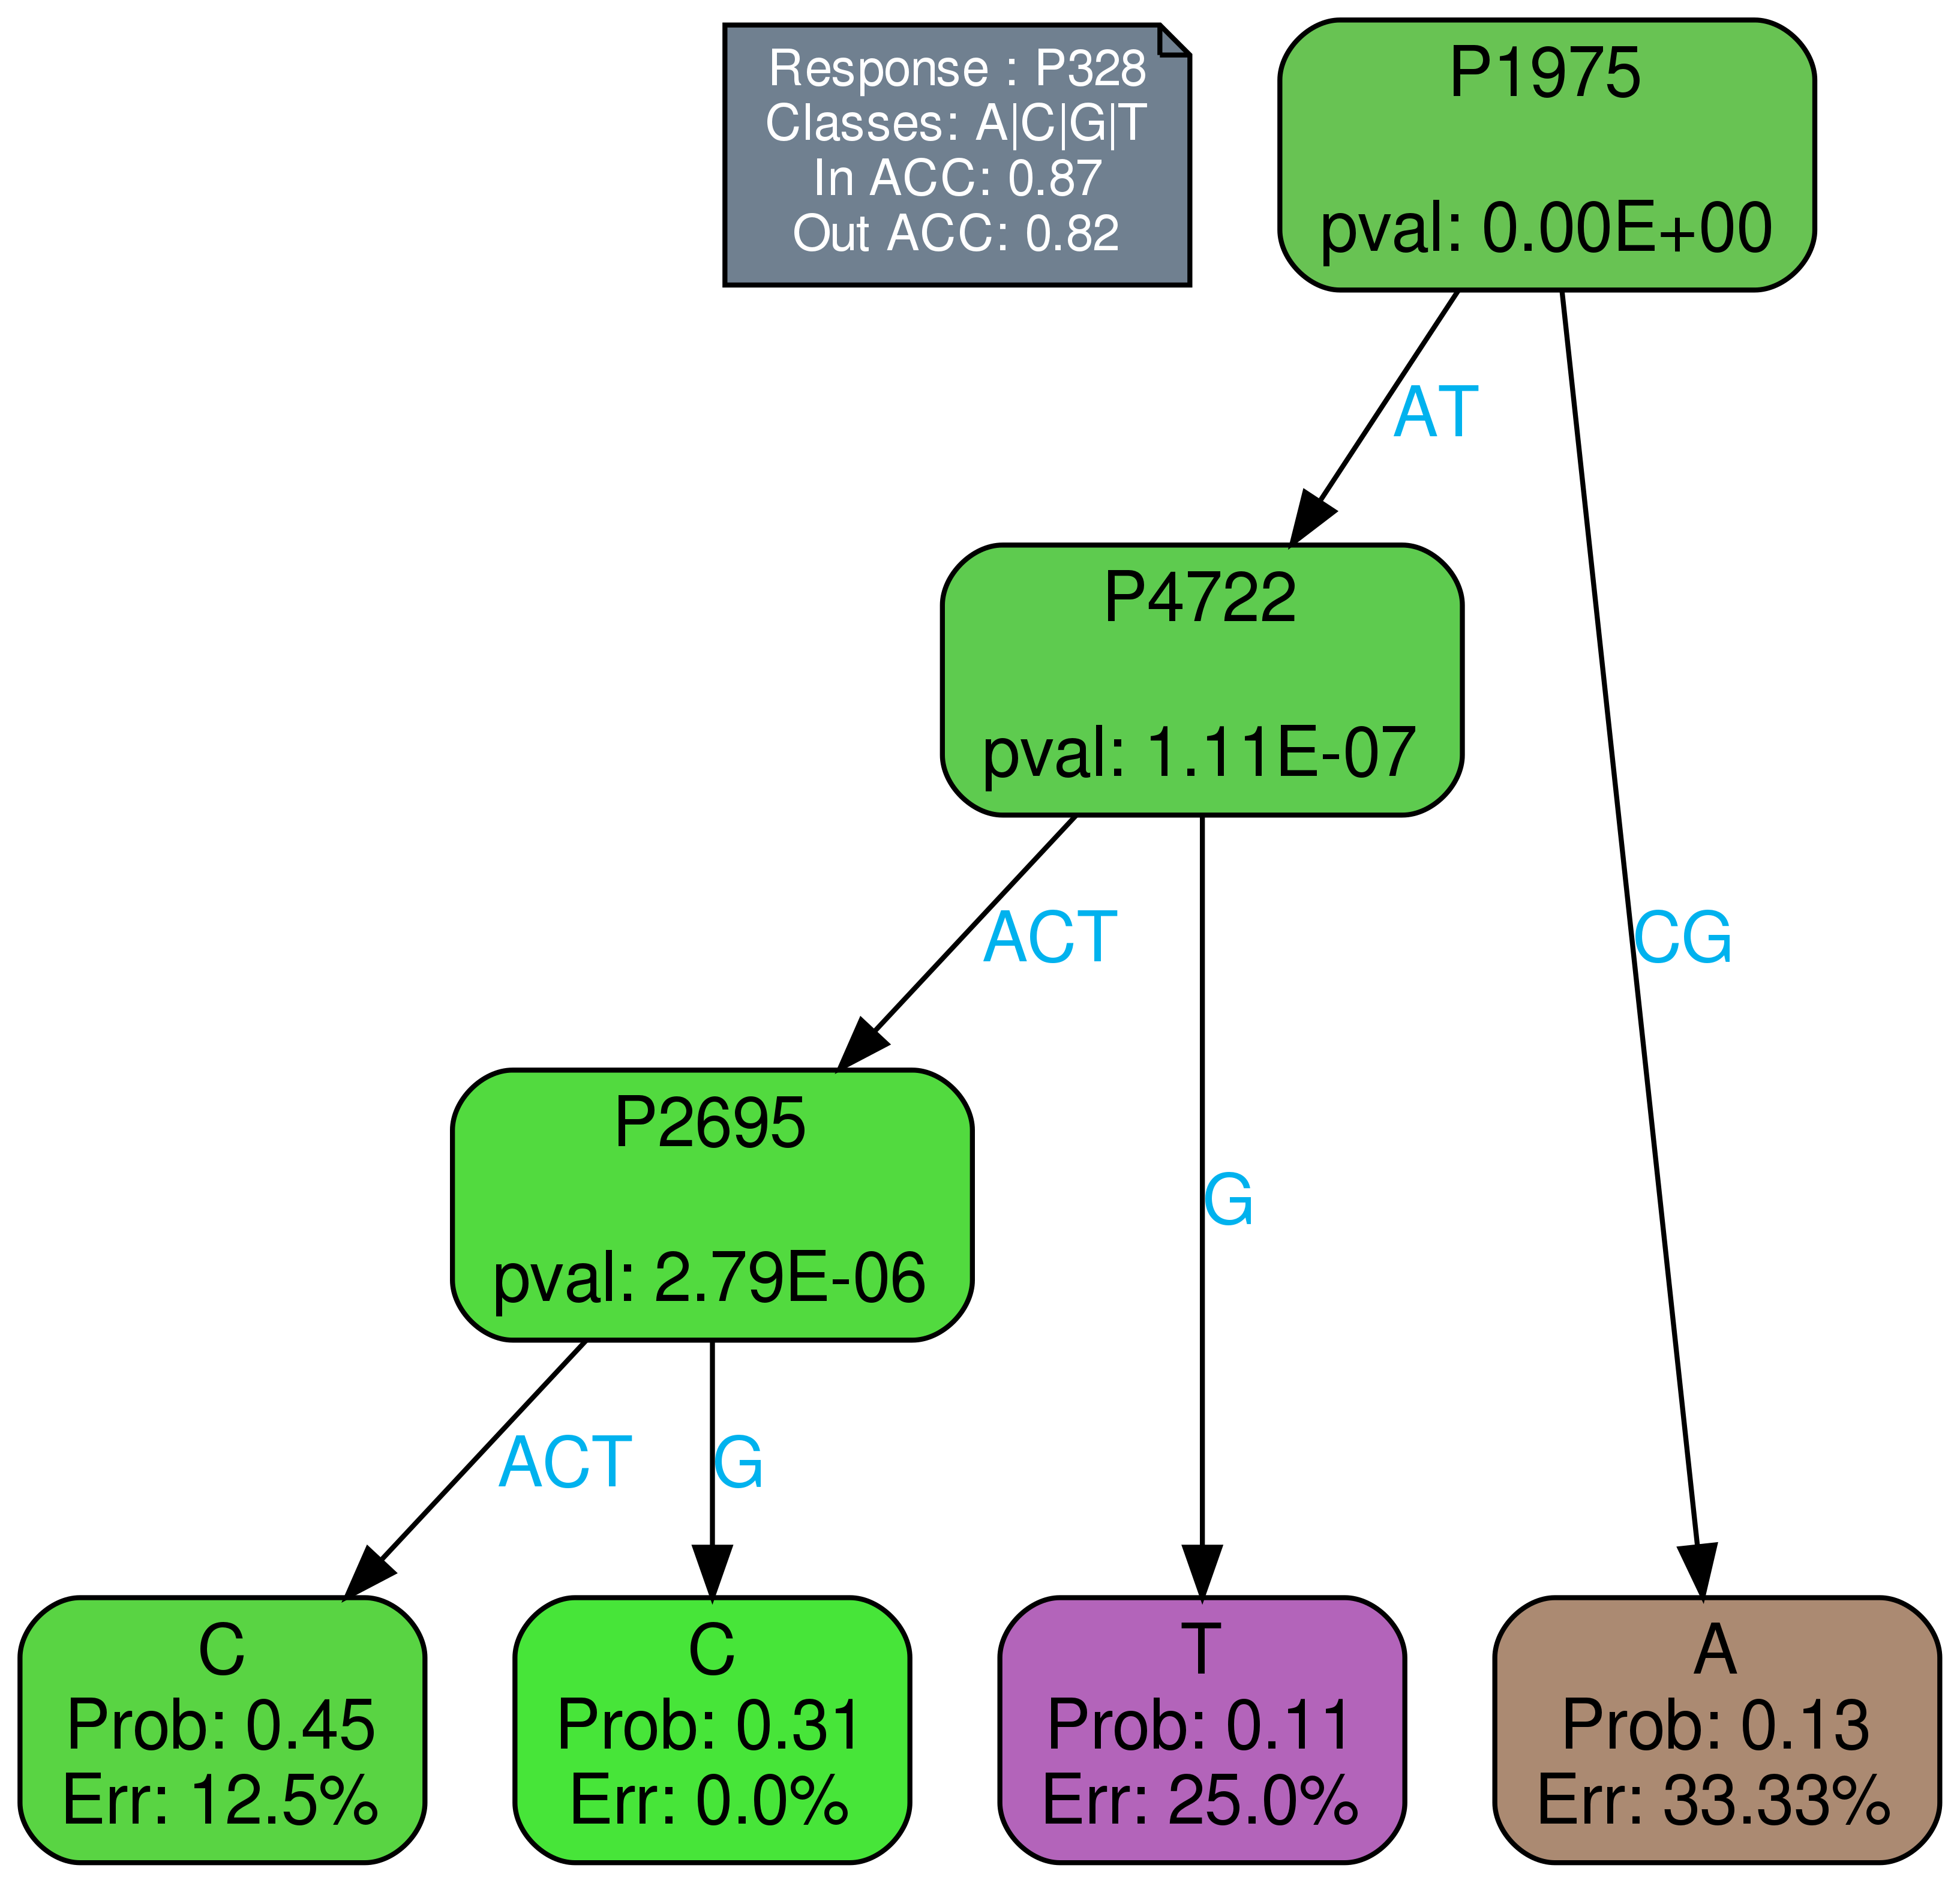 Response : P328
Classes: A|C|G|T
In ACC: 0.87
Out ACC: 0.82
P1975
pval: 0.00E+00
AT
P4722
pval: 1.11E-07
ACT
CG
P2695
pval: 2.79E-06
G
ACT
G
C
Prob: 0.45
Err: 12.5%
C
Prob: 0.31
Err: 0.0%
T
Prob: 0.11
Err: 25.0%
A
Prob: 0.13
Err: 33.33%